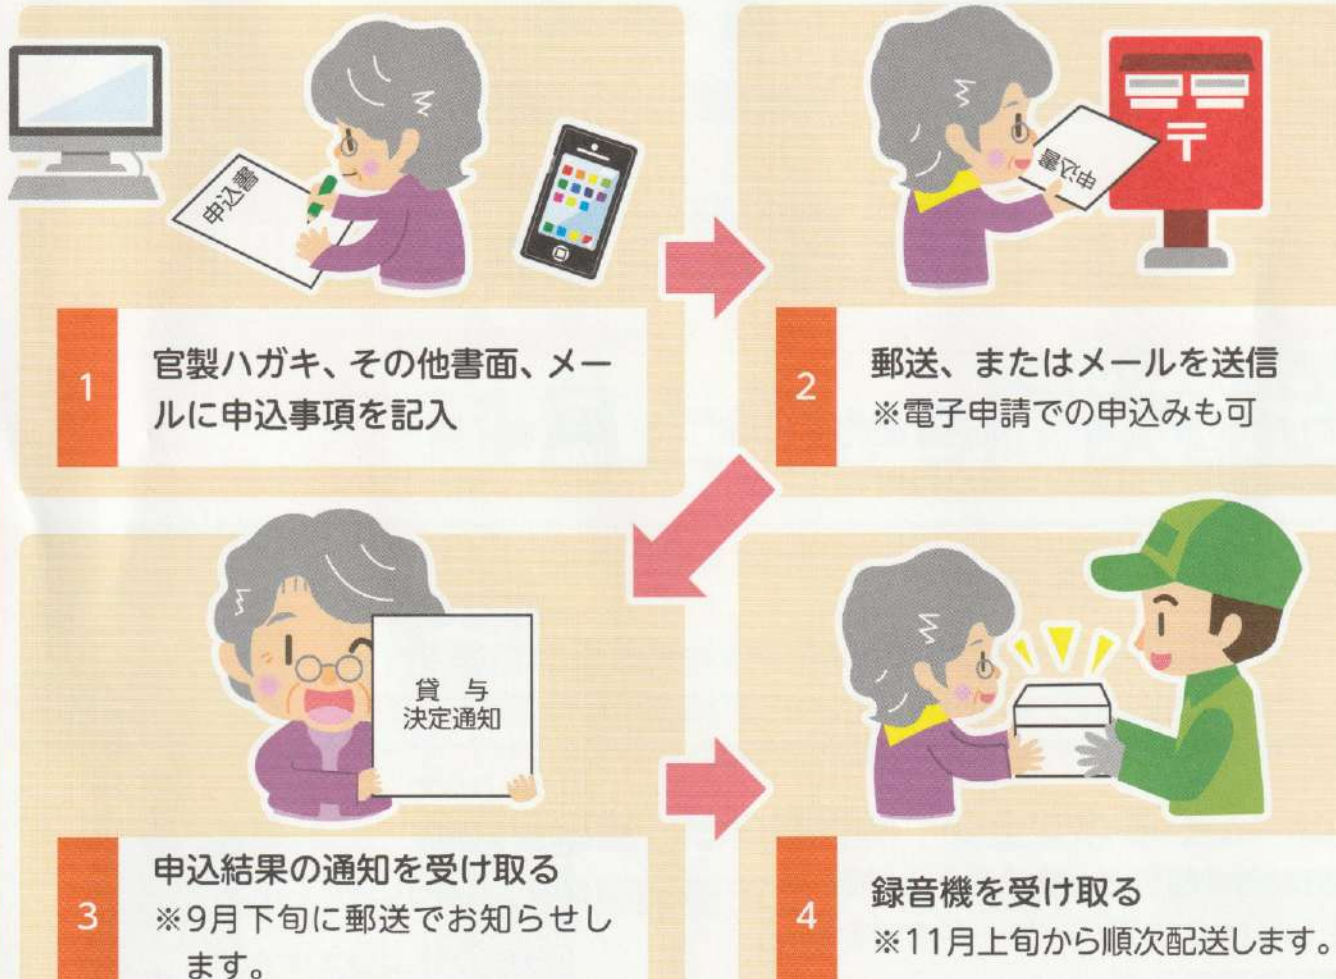 申込書
1
官製ハガキ、その他書面、メー
ルに申込事項を記入
申込書
〒
2
郵送、またはメールを送信
※電子申請での申込みも可
貸　与
決定通知
3
申込結果の通知を受け取る
※9月下旬に郵送でお知らせし
ます。
4
録音機を受け取る
※11月上旬から順次配送します。